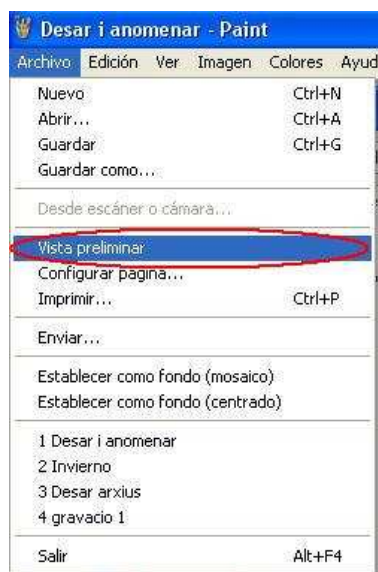 Desar i anomenar - Paint
Archivo Edición Ver Imagen Colores Ayud
Nuevo Ctrl+N
Abrir... Ctrl+A
Guardar Ctrl+G
Guardar como...
Desde escáner o cámara...
Vista preliminar
Configurar página...
Imprimir... Ctrl+P
Enviar...
Establecer como fondo (mosaico)
Establecer como fondo (centrado)
1 Desar i anomenar
2 Invierno
3 Desar arxius
4 gravacio 1
Salir Alt+F4